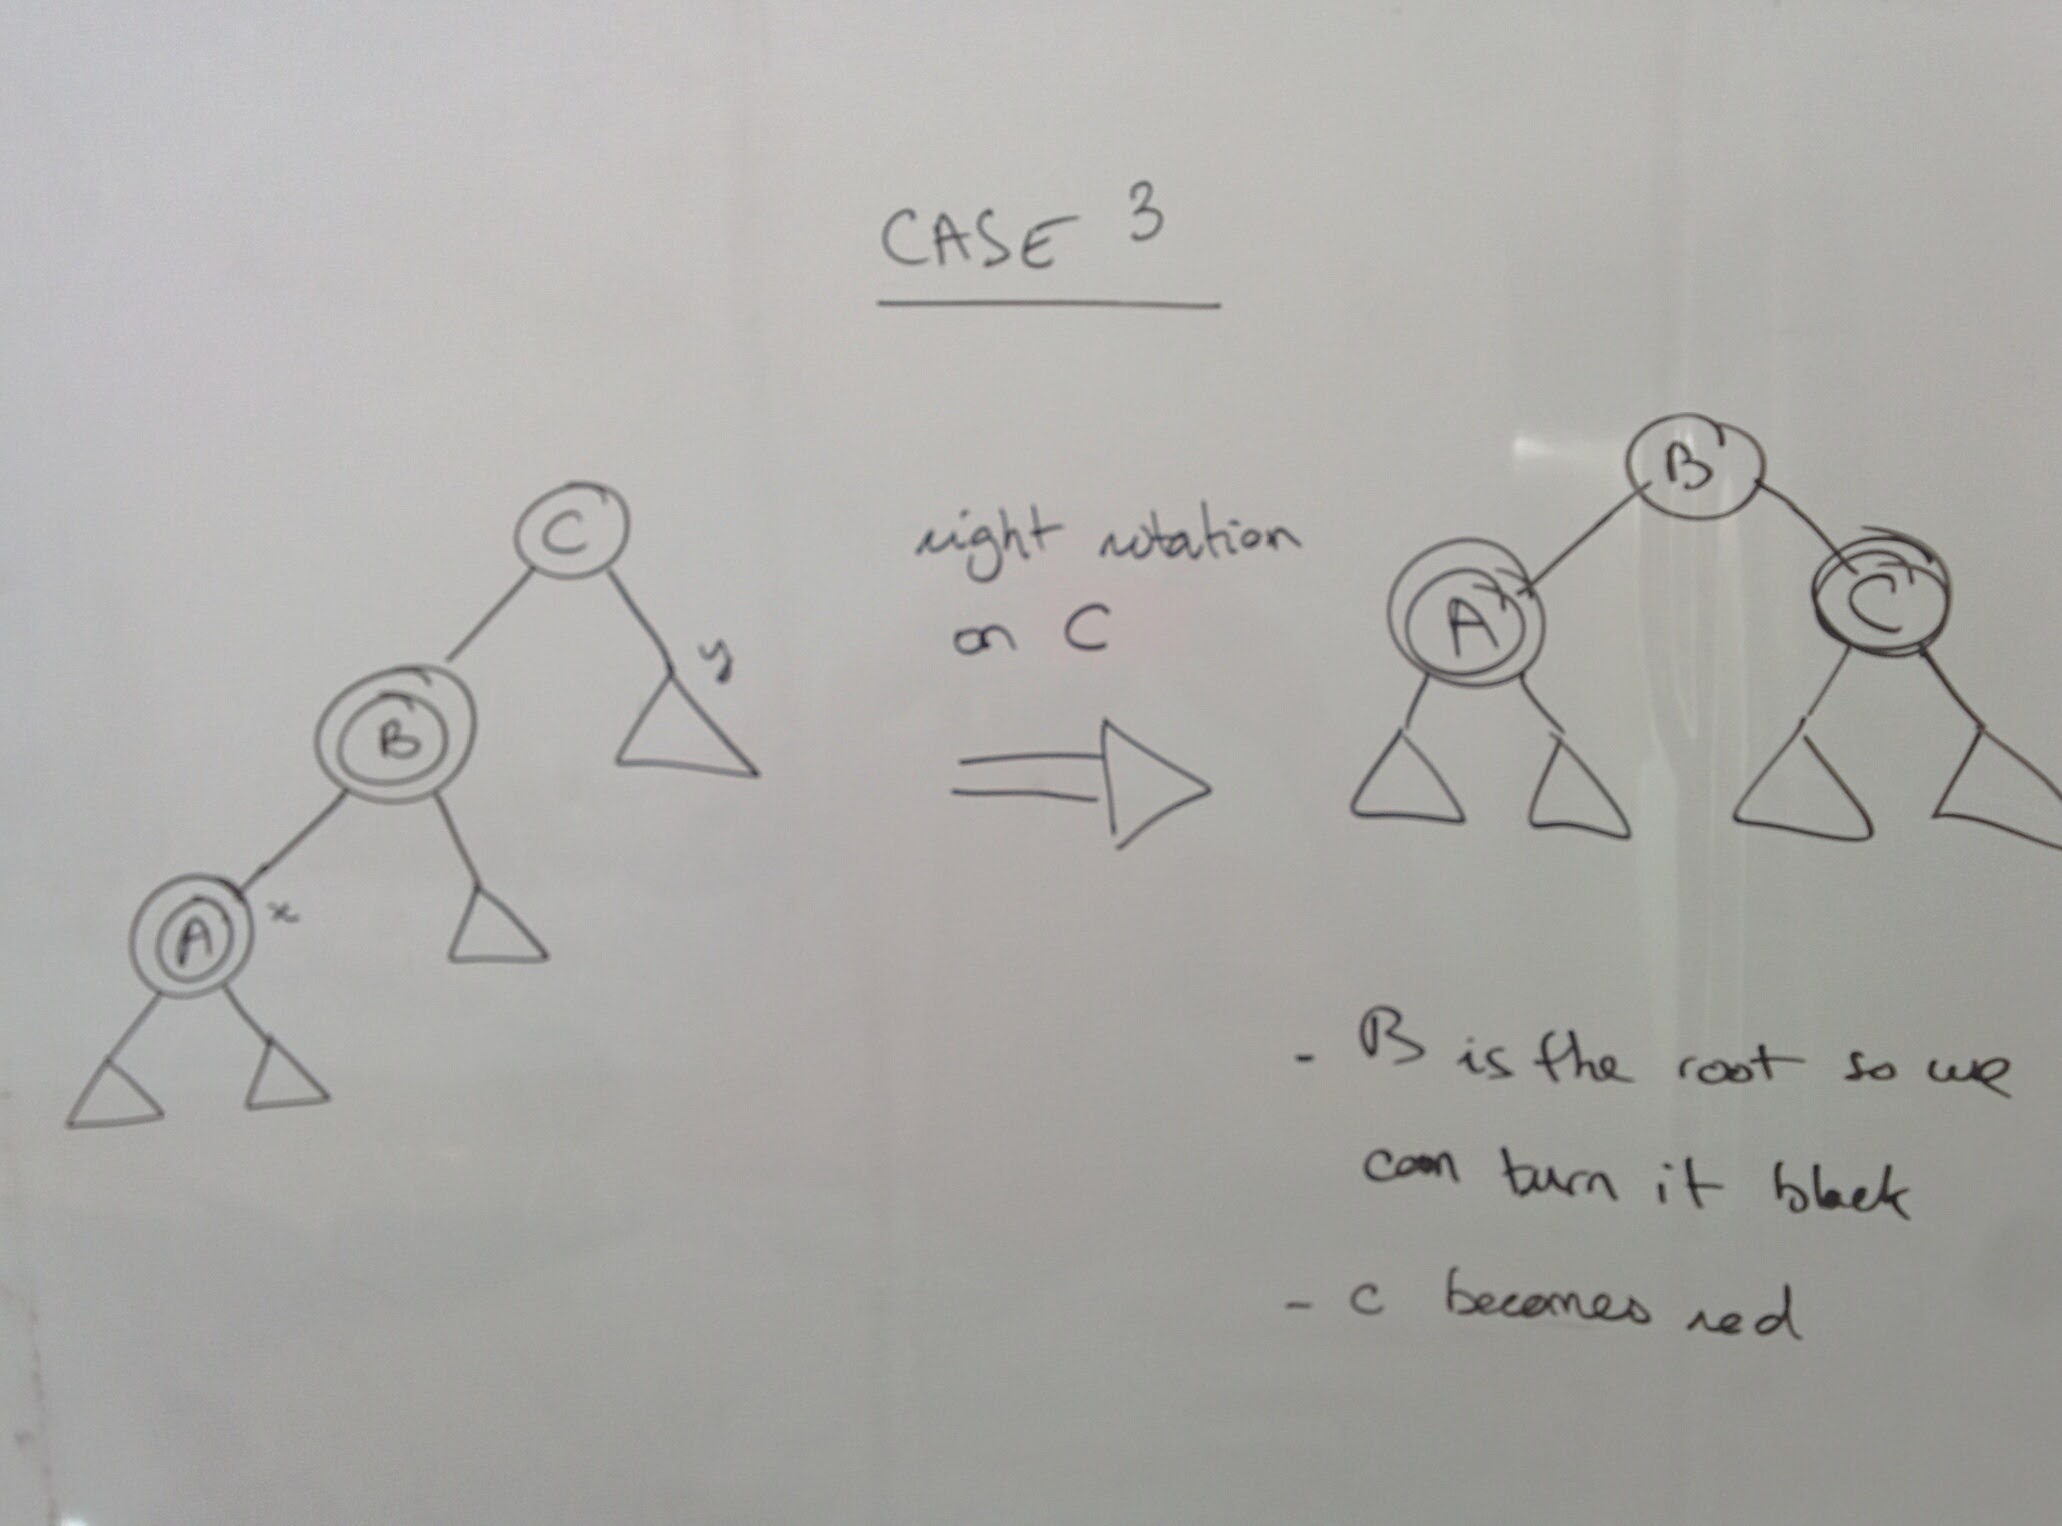 CASE 3
C
y
B
x
A
right rotation
on C
B
A
C
- B is the root so we
can turn it black
- C becomes red